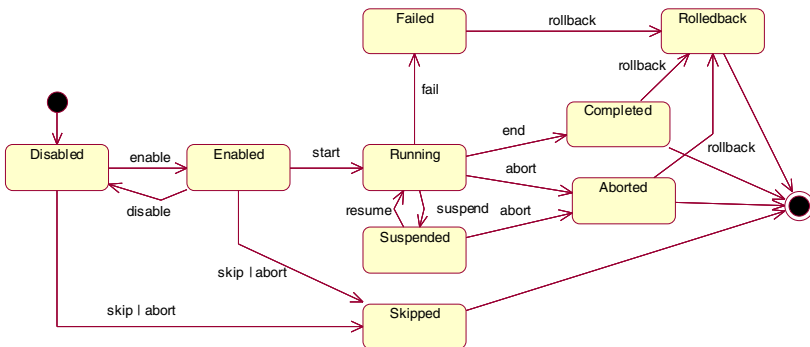 Failed
rollback
Rolledback
fail
rollback
Completed
end
Disabled
enable
Enabled
start
Running
abort
rollback
Aborted
disable
resume
suspend
abort
Suspended
skip | abort
skip | abort
Skipped